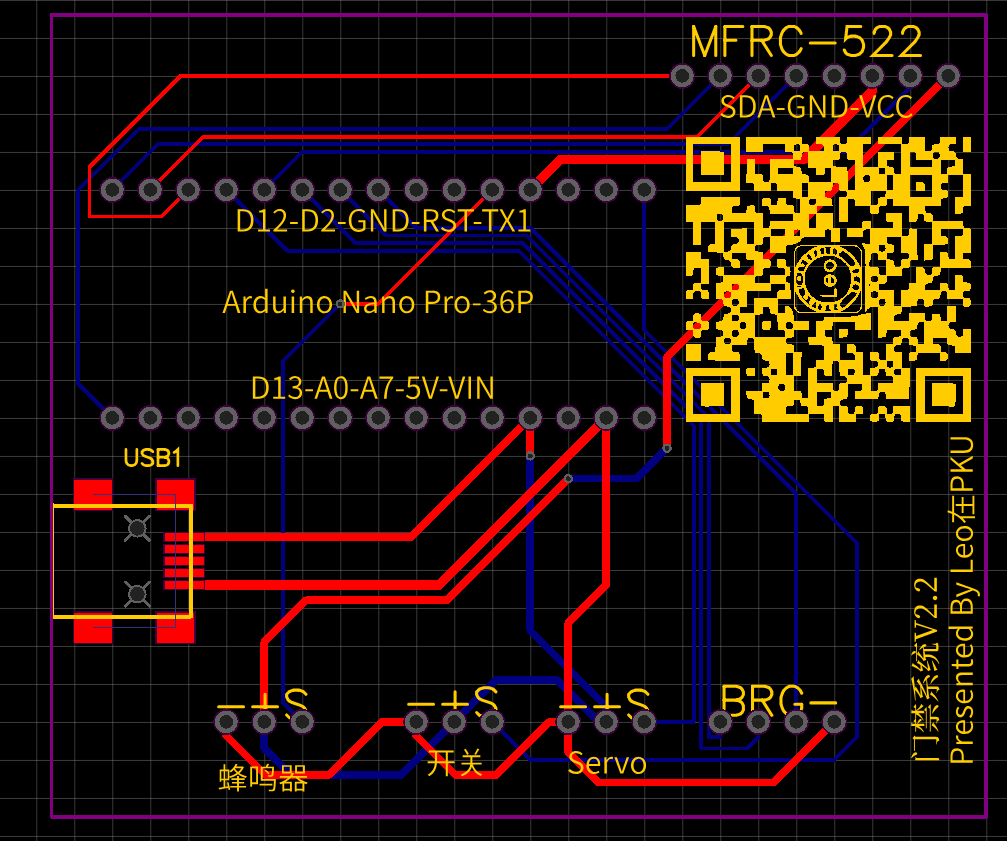 MFRC-522
SDA-GND-VCC
D12-D2-GND-RST-TX1
Arduino Nano Pro-36P
Leo
D13-A0-A7-5V-VIN
USB1
-+S
-+S
-+S
BRG-
蜂鸣器
开关
Servo
门禁系统V2.2
Presented By Leo在PKU